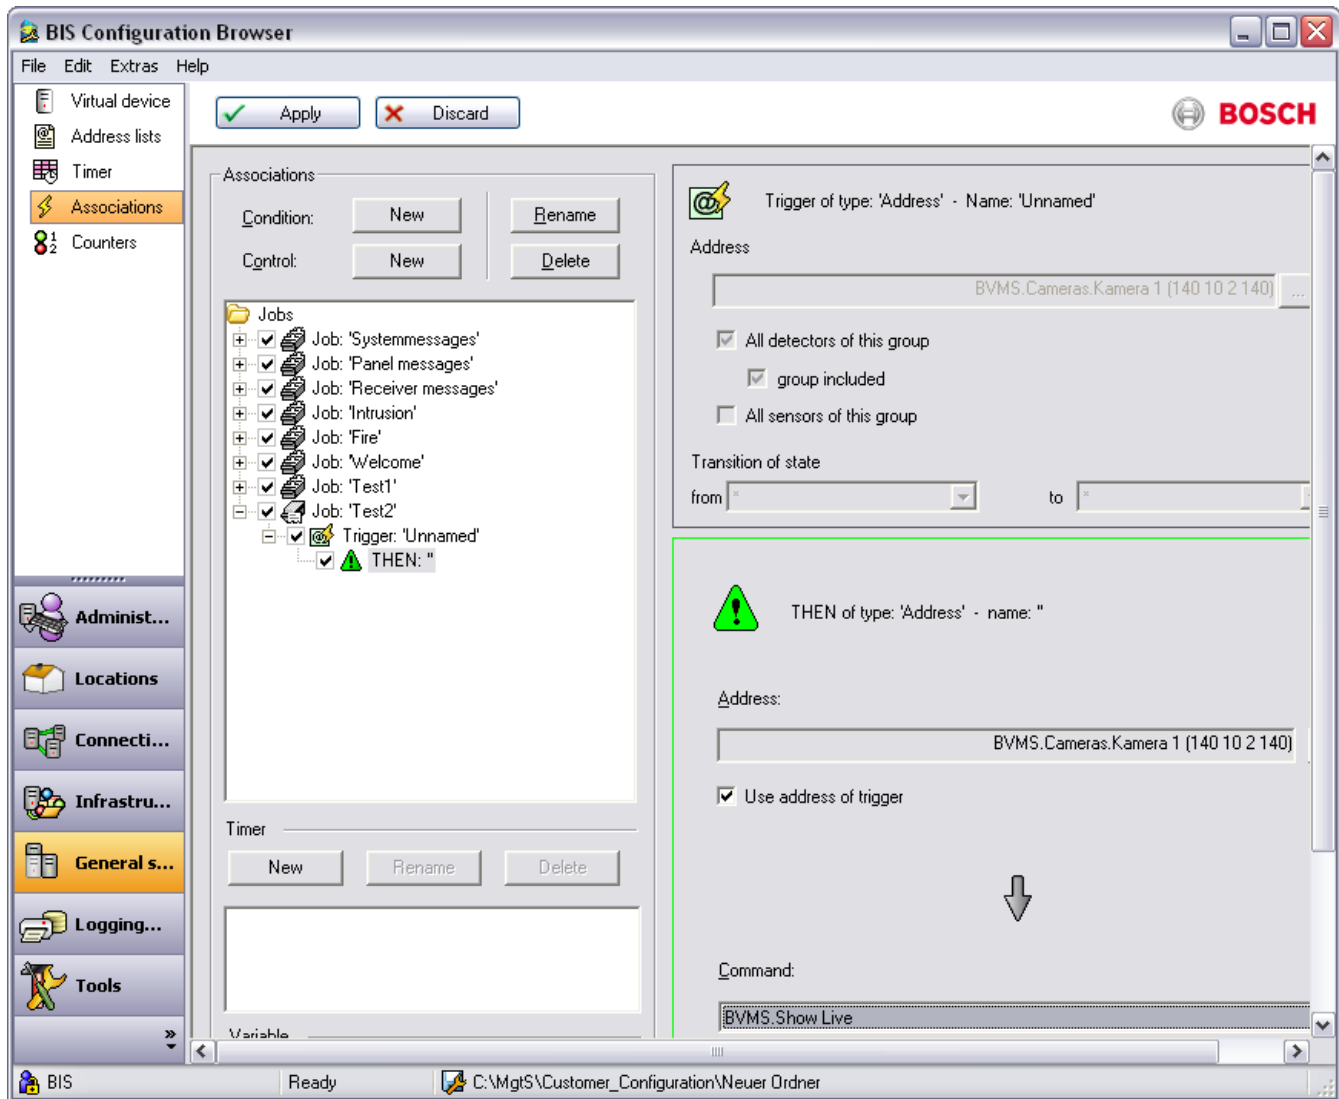 BIS Configuration Browser
File Edit Extras Help
Virtual device
Address lists
Timer
Associations
Counters
Apply
Discard
BOSCH
Associations
Condition:
New
Rename
Control:
New
Delete
Jobs
Job: 'Systemmessages'
Job: 'Panel messages'
Job: 'Receiver messages'
Job: 'Intrusion'
Job: 'Fire'
Job: 'Welcome'
Job: 'Test1'
Job: 'Test2'
Trigger: 'Unnamed'
THEN: ''
Timer
New
Rename
Delete
Variable
Trigger of type: 'Address' - Name: 'Unnamed'
Address
BVMS.Cameras.Kamera 1 (140 10 2 140)
...
All detectors of this group
group included
All sensors of this group
Transition of state
from * to *
THEN of type: 'Address' - name: ''
Address:
BVMS.Cameras.Kamera 1 (140 10 2 140)
Use address of trigger
Command:
BVMS.Show Live
Administ...
Locations
Connecti...
Infrastru...
General s...
Logging...
Tools
»
BIS
Ready
C:\MgtS\Customer_Configuration\Neuer Ordner